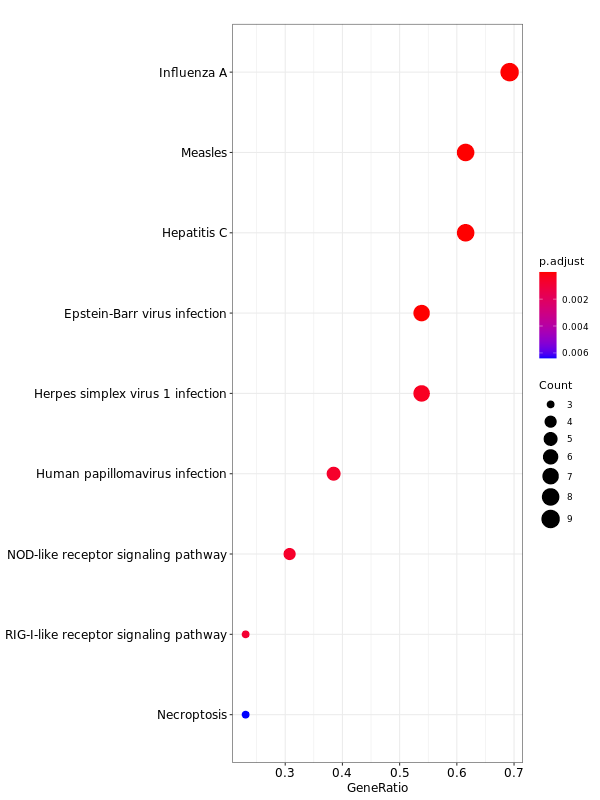 Influenza A
Measles
Hepatitis C
Epstein-Barr virus infection
Herpes simplex virus 1 infection
Human papillomavirus infection
NOD-like receptor signaling pathway
RIG-I-like receptor signaling pathway
Necroptosis
0.3 0.4 0.5 0.6 0.7
GeneRatio
p.adjust
0.002
0.004
0.006
Count
3
4
5
6
7
8
9